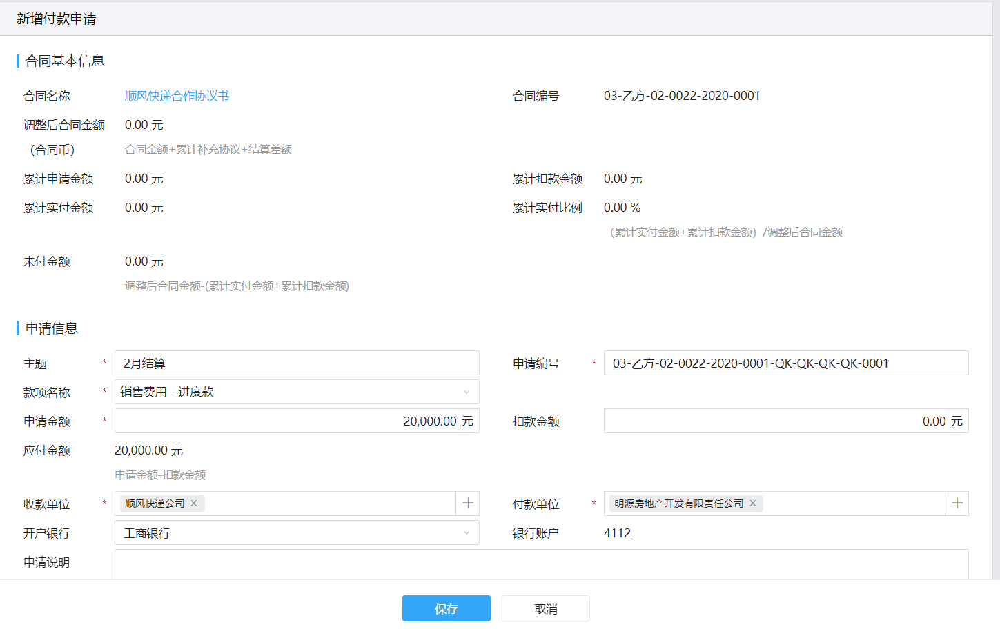 新增付款申请
合同基本信息
合同名称 顺风快递合作协议书 合同编号 03-乙方-02-0022-2020-0001
调整后合同金额 0.00 元
（合同币） 合同金额+累计补充协议+结算差额
累计申请金额 0.00 元 累计扣款金额 0.00 元
累计实付金额 0.00 元 累计实付比例 0.00 %
（累计实付金额+累计扣款金额）/调整后合同金额
未付金额 0.00 元
调整后合同金额-(累计实付金额+累计扣款金额)
申请信息
主题 * 2月结算 申请编号 * 03-乙方-02-0022-2020-0001-QK-QK-QK-QK-0001
款项名称 * 销售费用 - 进度款
申请金额 * 20,000.00 元 扣款金额 0.00 元
应付金额 20,000.00 元
申请金额-扣款金额
收款单位 * 顺风快递公司 × + 付款单位 * 明源房地产开发有限责任公司 × +
开户银行 工商银行 银行账户 4112
申请说明
保存 取消